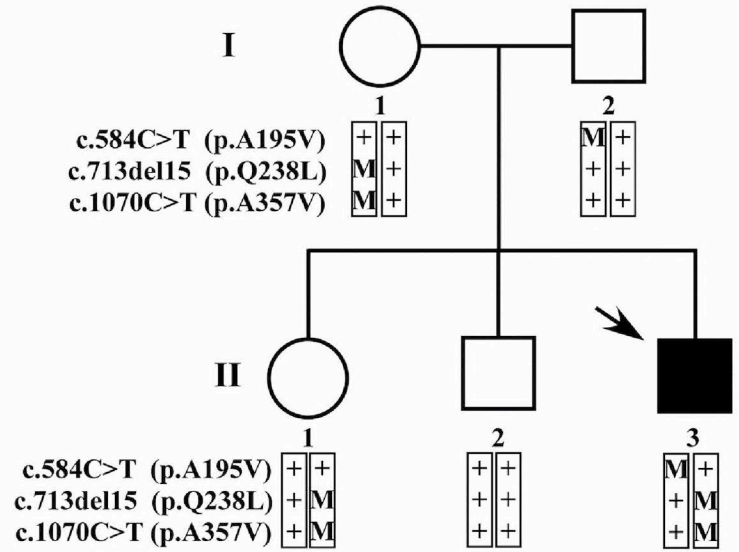 I
1 2
c.584C>T (p.A195V) + + M +
c.713del15 (p.Q238L) M + + +
c.1070C>T (p.A357V) M + + +
II
1 2 3
c.584C>T (p.A195V) + + + + M +
c.713del15 (p.Q238L) + M + + + M
c.1070C>T (p.A357V) + M + + + M